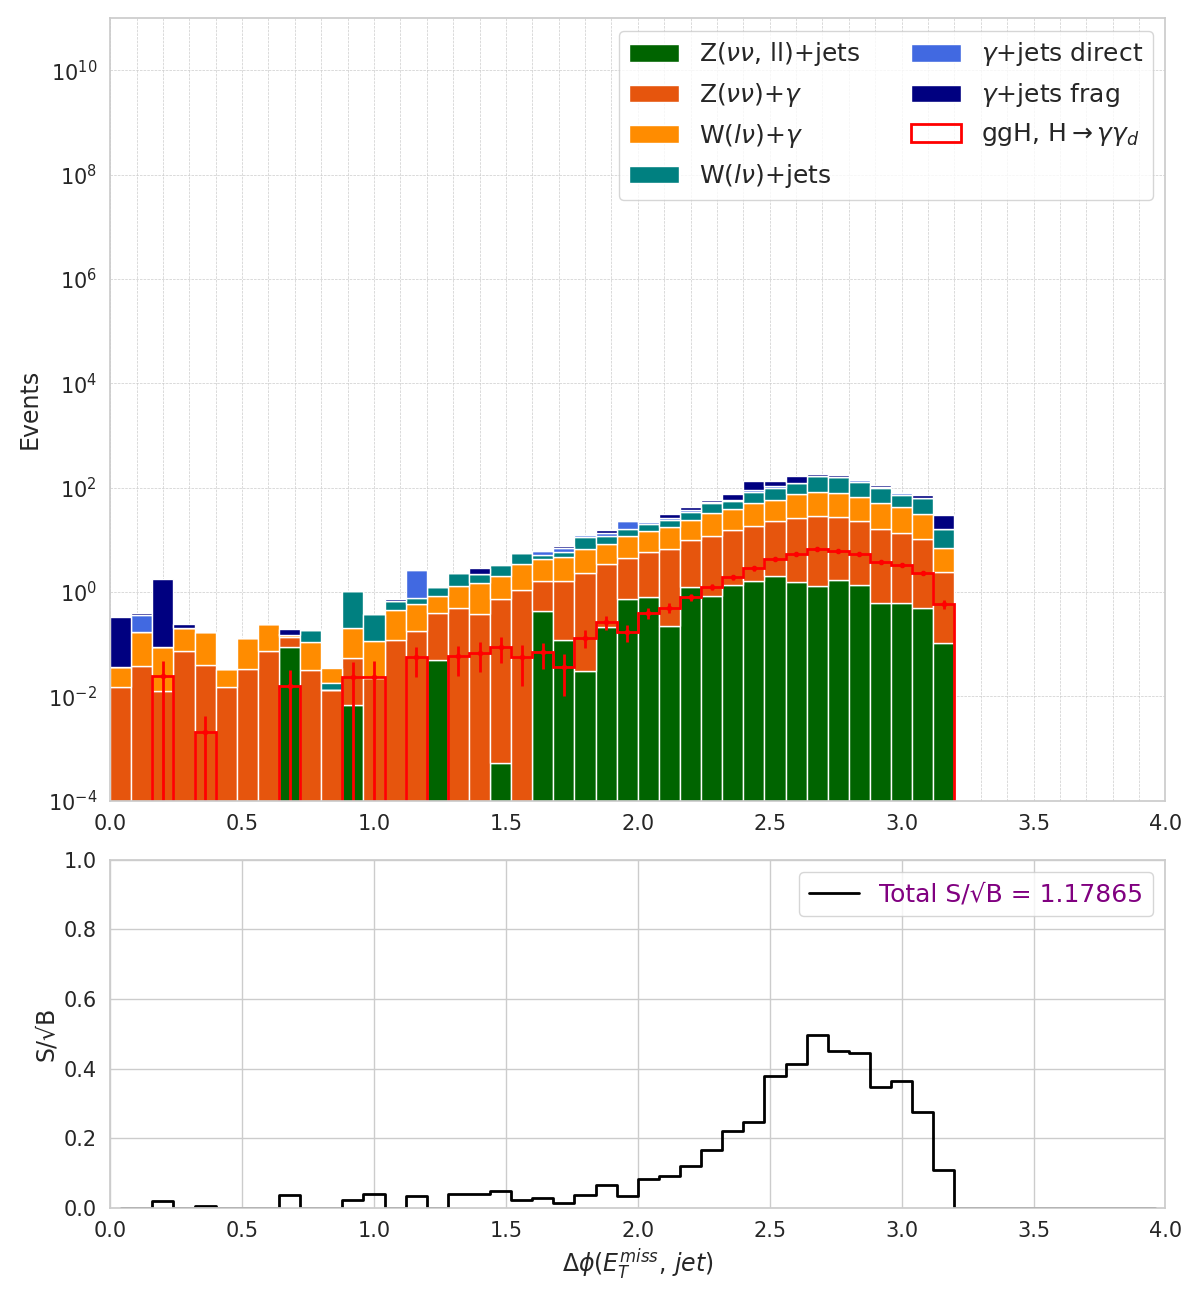 Z(νν, ll)+jets
Z(νν)+γ
W(lν)+γ
W(lν)+jets
γ+jets direct
γ+jets frag
ggH, H→γγ_d
Events
10^10
10^8
10^6
10^4
10^2
10^0
10^−2
10^−4
0.0 0.5 1.0 1.5 2.0 2.5 3.0 3.5 4.0
Total S/√B = 1.17865
S/√B
1.0
0.8
0.6
0.4
0.2
0.0
0.0 0.5 1.0 1.5 2.0 2.5 3.0 3.5 4.0
Δϕ(E_T^miss, jet)